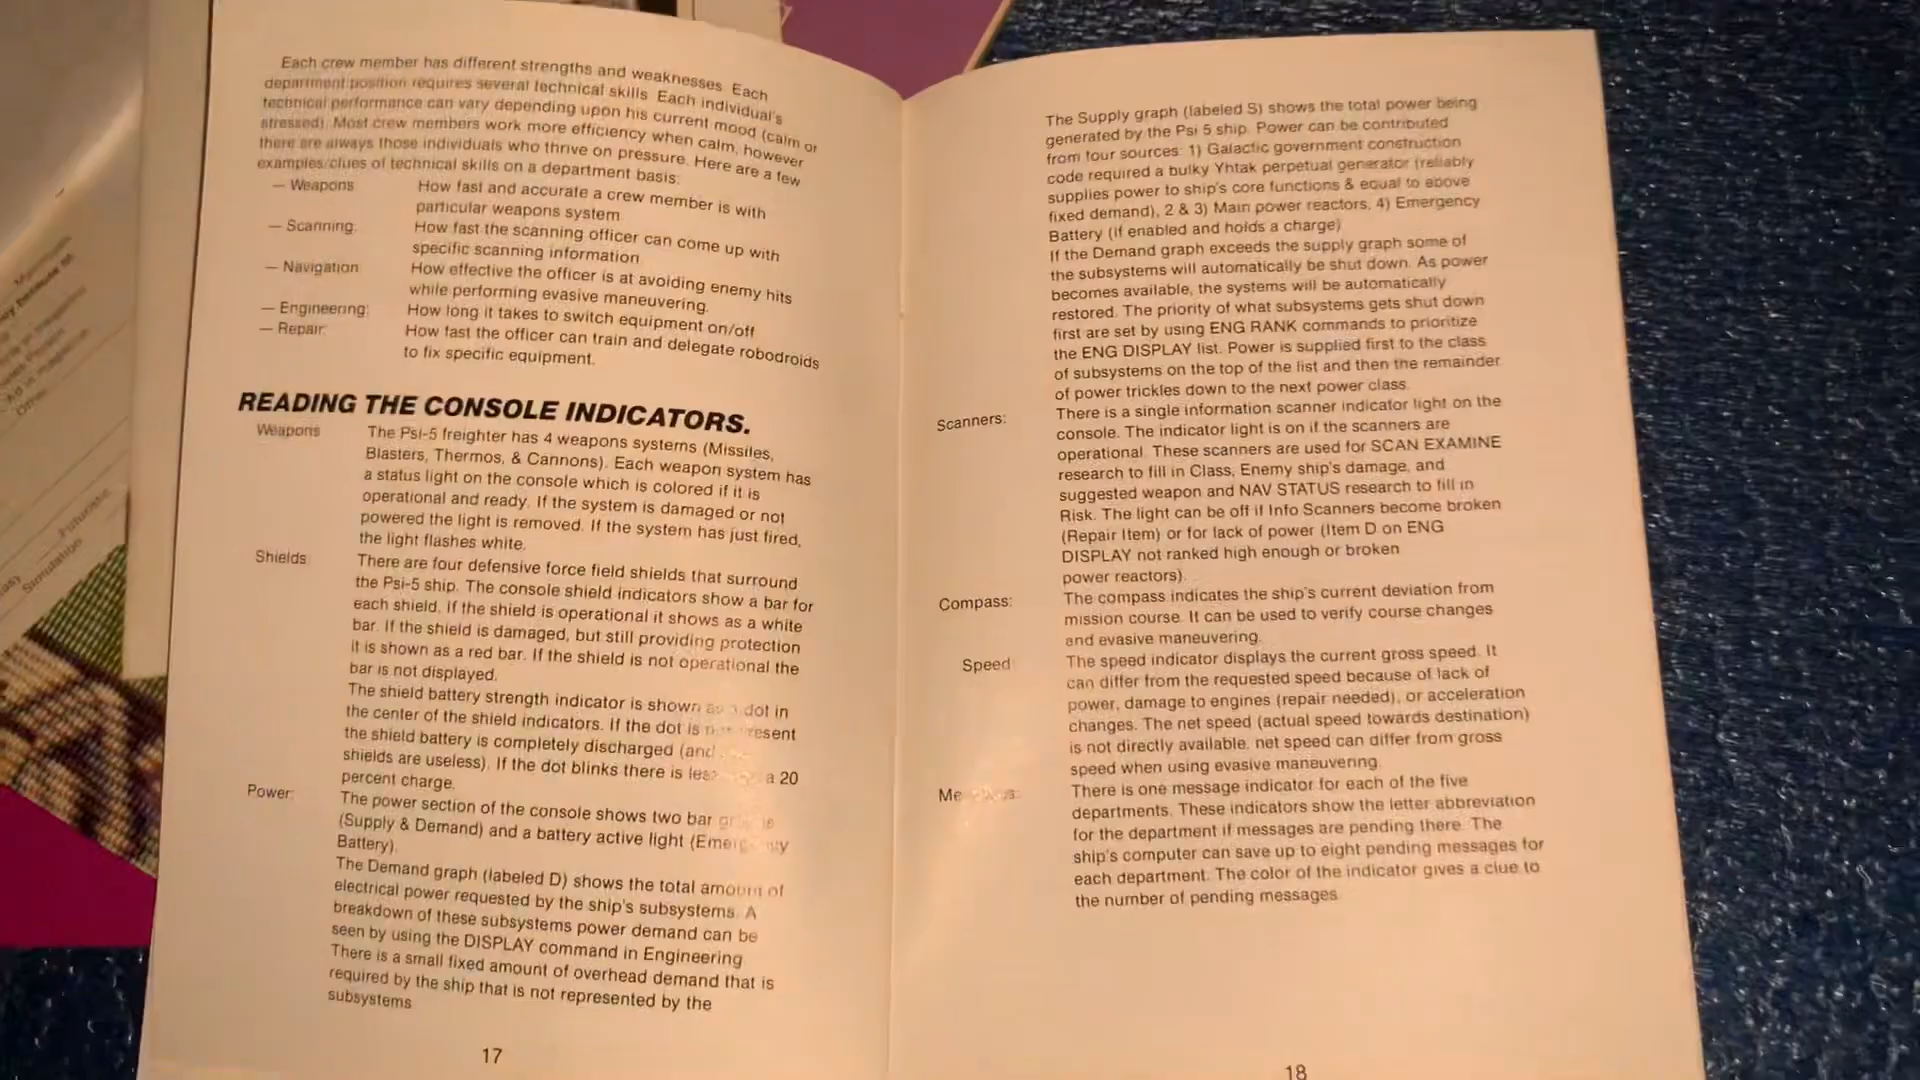 Each crew member has different strengths and weaknesses. Each
department position requires several technical skills. Each individual's
technical performance can vary depending upon his current mood (calm or
stressed). Most crew members work more efficiency when calm, however
there are always those individuals who thrive on pressure. Here are a few
examples/clues of technical skills on a department basis:
— Weapons How fast and accurate a crew member is with
particular weapons system
— Scanning: How fast the scanning officer can come up with
specific scanning information
— Navigation How effective the officer is at avoiding enemy hits
while performing evasive maneuvering.
— Engineering: How long it takes to switch equipment on/off
— Repair: How fast the officer can train and delegate robodroids
to fix specific equipment.
READING THE CONSOLE INDICATORS.
Weapons The Psi-5 freighter has 4 weapons systems (Missiles,
Blasters, Thermos, & Cannons). Each weapon system has
a status light on the console which is colored if it is
operational and ready. If the system is damaged or not
powered the light is removed. If the system has just fired,
the light flashes white.
Shields There are four defensive force field shields that surround
the Psi-5 ship. The console shield indicators show a bar for
each shield. If the shield is operational it shows as a white
bar. If the shield is damaged, but still providing protection
it is shown as a red bar. If the shield is not operational the
bar is not displayed.
The shield battery strength indicator is shown as a dot in
the center of the shield indicators. If the dot is not present
the shield battery is completely discharged (and
shields are useless). If the dot blinks there is less a 20
percent charge.
Power: The power section of the console shows two bar
(Supply & Demand) and a battery active light (Emergency
Battery).
The Demand graph (labeled D) shows the total amount of
electrical power requested by the ship's subsystems. A
breakdown of these subsystems power demand can be
seen by using the DISPLAY command in Engineering
There is a small fixed amount of overhead demand that is
required by the ship that is not represented by the
subsystems
17
The Supply graph (labeled S) shows the total power being
generated by the Psi 5 ship. Power can be contributed
from four sources: 1) Galactic government construction
code required a bulky Yhtak perpetual generator (reliably
supplies power to ship's core functions & equal to above
fixed demand), 2 & 3) Main power reactors, 4) Emergency
Battery (if enabled and holds a charge)
If the Demand graph exceeds the supply graph some of
the subsystems will automatically be shut down. As power
becomes available, the systems will be automatically
restored. The priority of what subsystems gets shut down
first are set by using ENG RANK commands to prioritize
the ENG DISPLAY list. Power is supplied first to the class
of subsystems on the top of the list and then the remainder
of power trickles down to the next power class.
Scanners: There is a single information scanner indicator light on the
console. The indicator light is on if the scanners are
operational. These scanners are used for SCAN EXAMINE
research to fill in Class, Enemy ship's damage, and
suggested weapon and NAV STATUS research to fill in
Risk. The light can be off if Info Scanners become broken
(Repair Item) or for lack of power (Item D on ENG
DISPLAY not ranked high enough or broken
power reactors).
Compass: The compass indicates the ship's current deviation from
mission course. It can be used to verify course changes
and evasive maneuvering.
Speed The speed indicator displays the current gross speed. It
can differ from the requested speed because of lack of
power, damage to engines (repair needed), or acceleration
changes. The net speed (actual speed towards destination)
is not directly available, net speed can differ from gross
speed when using evasive maneuvering
There is one message indicator for each of the five
departments. These indicators show the letter abbreviation
for the department if messages are pending there. The
ship's computer can save up to eight pending messages for
each department. The color of the indicator gives a clue to
the number of pending messages
18
Futuristic
Simulation